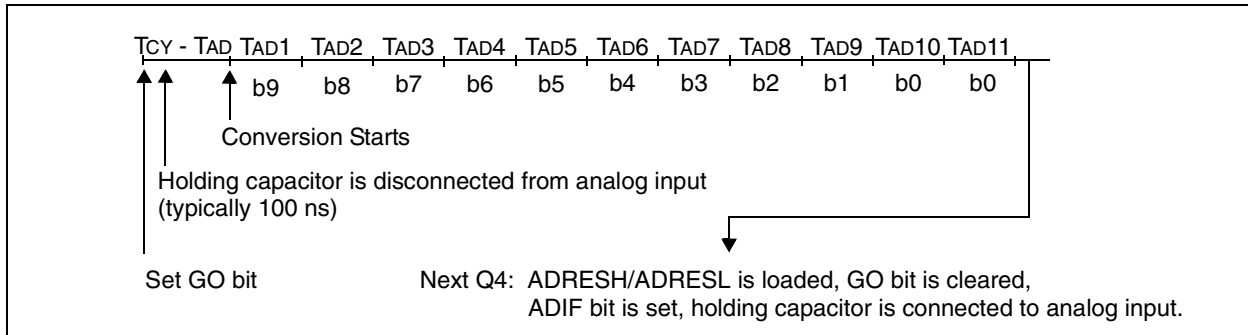 TCY - TAD TAD1 TAD2 TAD3 TAD4 TAD5 TAD6 TAD7 TAD8 TAD9 TAD10 TAD11
b9 b8 b7 b6 b5 b4 b3 b2 b1 b0 b0
Conversion Starts
Holding capacitor is disconnected from analog input
(typically 100 ns)
Set GO bit
Next Q4: ADRESH/ADRESL is loaded, GO bit is cleared,
ADIF bit is set, holding capacitor is connected to analog input.